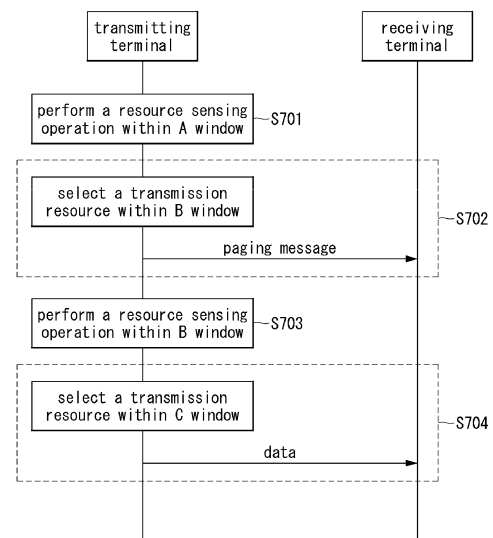 transmitting
terminal
receiving
terminal
perform a resource sensing
operation within A window
S701
select a transmission
resource within B window
S702
paging message
perform a resource sensing
operation within B window
S703
select a transmission
resource within C window
S704
data